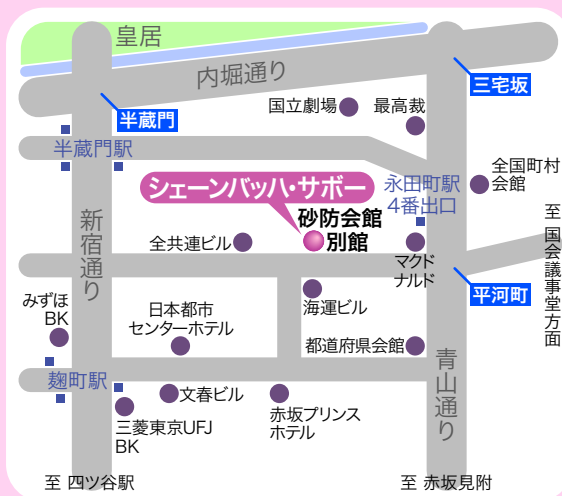 皇居
内堀通り
三宅坂
半蔵門
国立劇場
最高裁
半蔵門駅
全国町村
会館
シェーンバッハ・サボー
永田町駅
4番出口
砂防会館
別館
新宿通り
全共連ビル
マクド
ナルド
至 国会議事堂方面
平河町
みずほ
BK
日本都市
センターホテル
海運ビル
都道府県会館
青山通り
麹町駅
文春ビル
三菱東京UFJ
BK
赤坂プリンス
ホテル
至 四ツ谷駅
至 赤坂見附